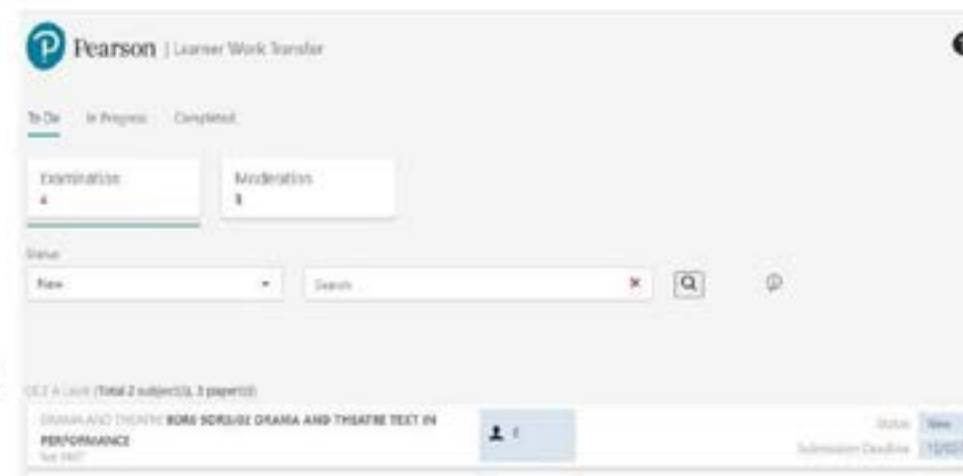 Pearson | Learner Work Transfer
To Do In Progress Completed
Examination
4
Moderation
Status
New
Search
(Total 2 subject(s), 3 paper(s))
DRAMA AND THEATRE DRAMA AND THEATRE TEXT IN
PERFORMANCE
Status New
Submission Deadline